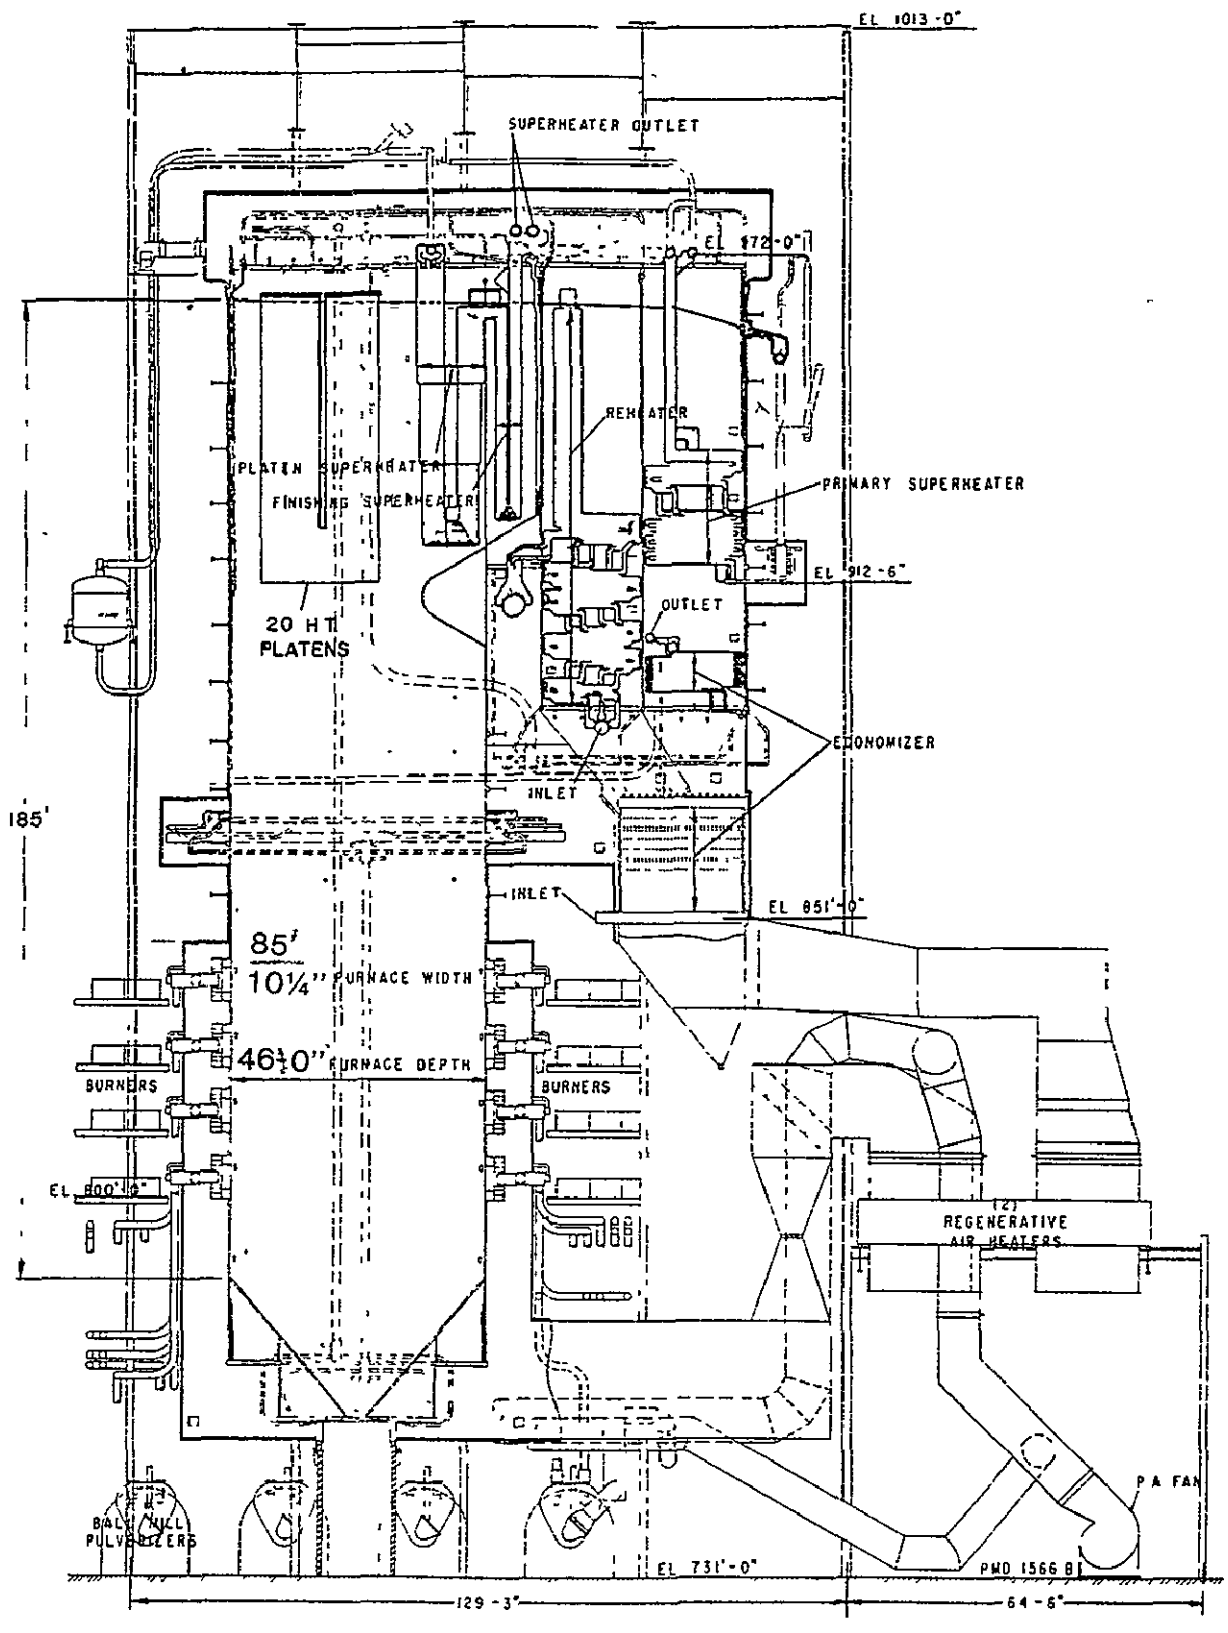 EL 1013-0"
SUPERHEATER OUTLET
EL 972-0"
REHEATER
PLATEN SUPERHEATER
FINISHING SUPERHEATER
PRIMARY SUPERHEATER
EL 912-6"
OUTLET
20 HT
PLATENS
ECONOMIZER
INLET
185'
INLET
EL 851'-0"
85'
10¼" FURNACE WIDTH
46'-0" FURNACE DEPTH
BURNERS
BURNERS
EL 800'-6"
(2)
REGENERATIVE
AIR HEATERS
P A FAN
BALL MILL
PULVERIZERS
EL 731'-0"
PMD 1566 B
129-3"
64-6"